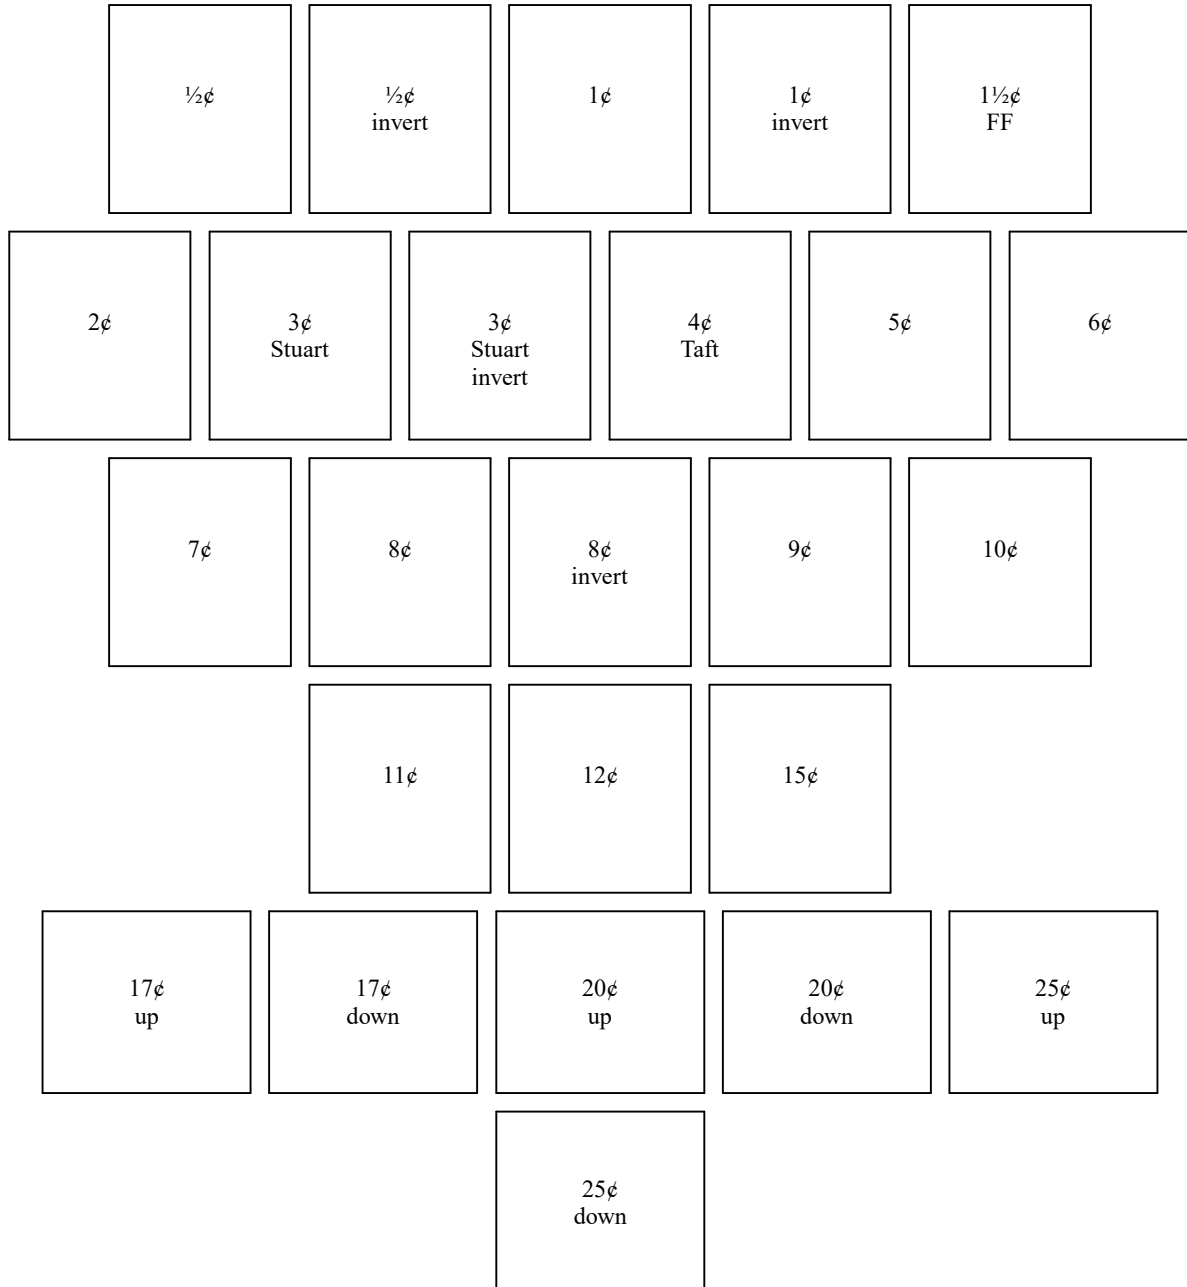 ½¢
½¢
invert
1¢
1¢
invert
1½¢
FF
2¢
3¢
Stuart
3¢
Stuart
invert
4¢
Taft
5¢
6¢
7¢
8¢
8¢
invert
9¢
10¢
11¢
12¢
15¢
17¢
up
17¢
down
20¢
up
20¢
down
25¢
up
25¢
down